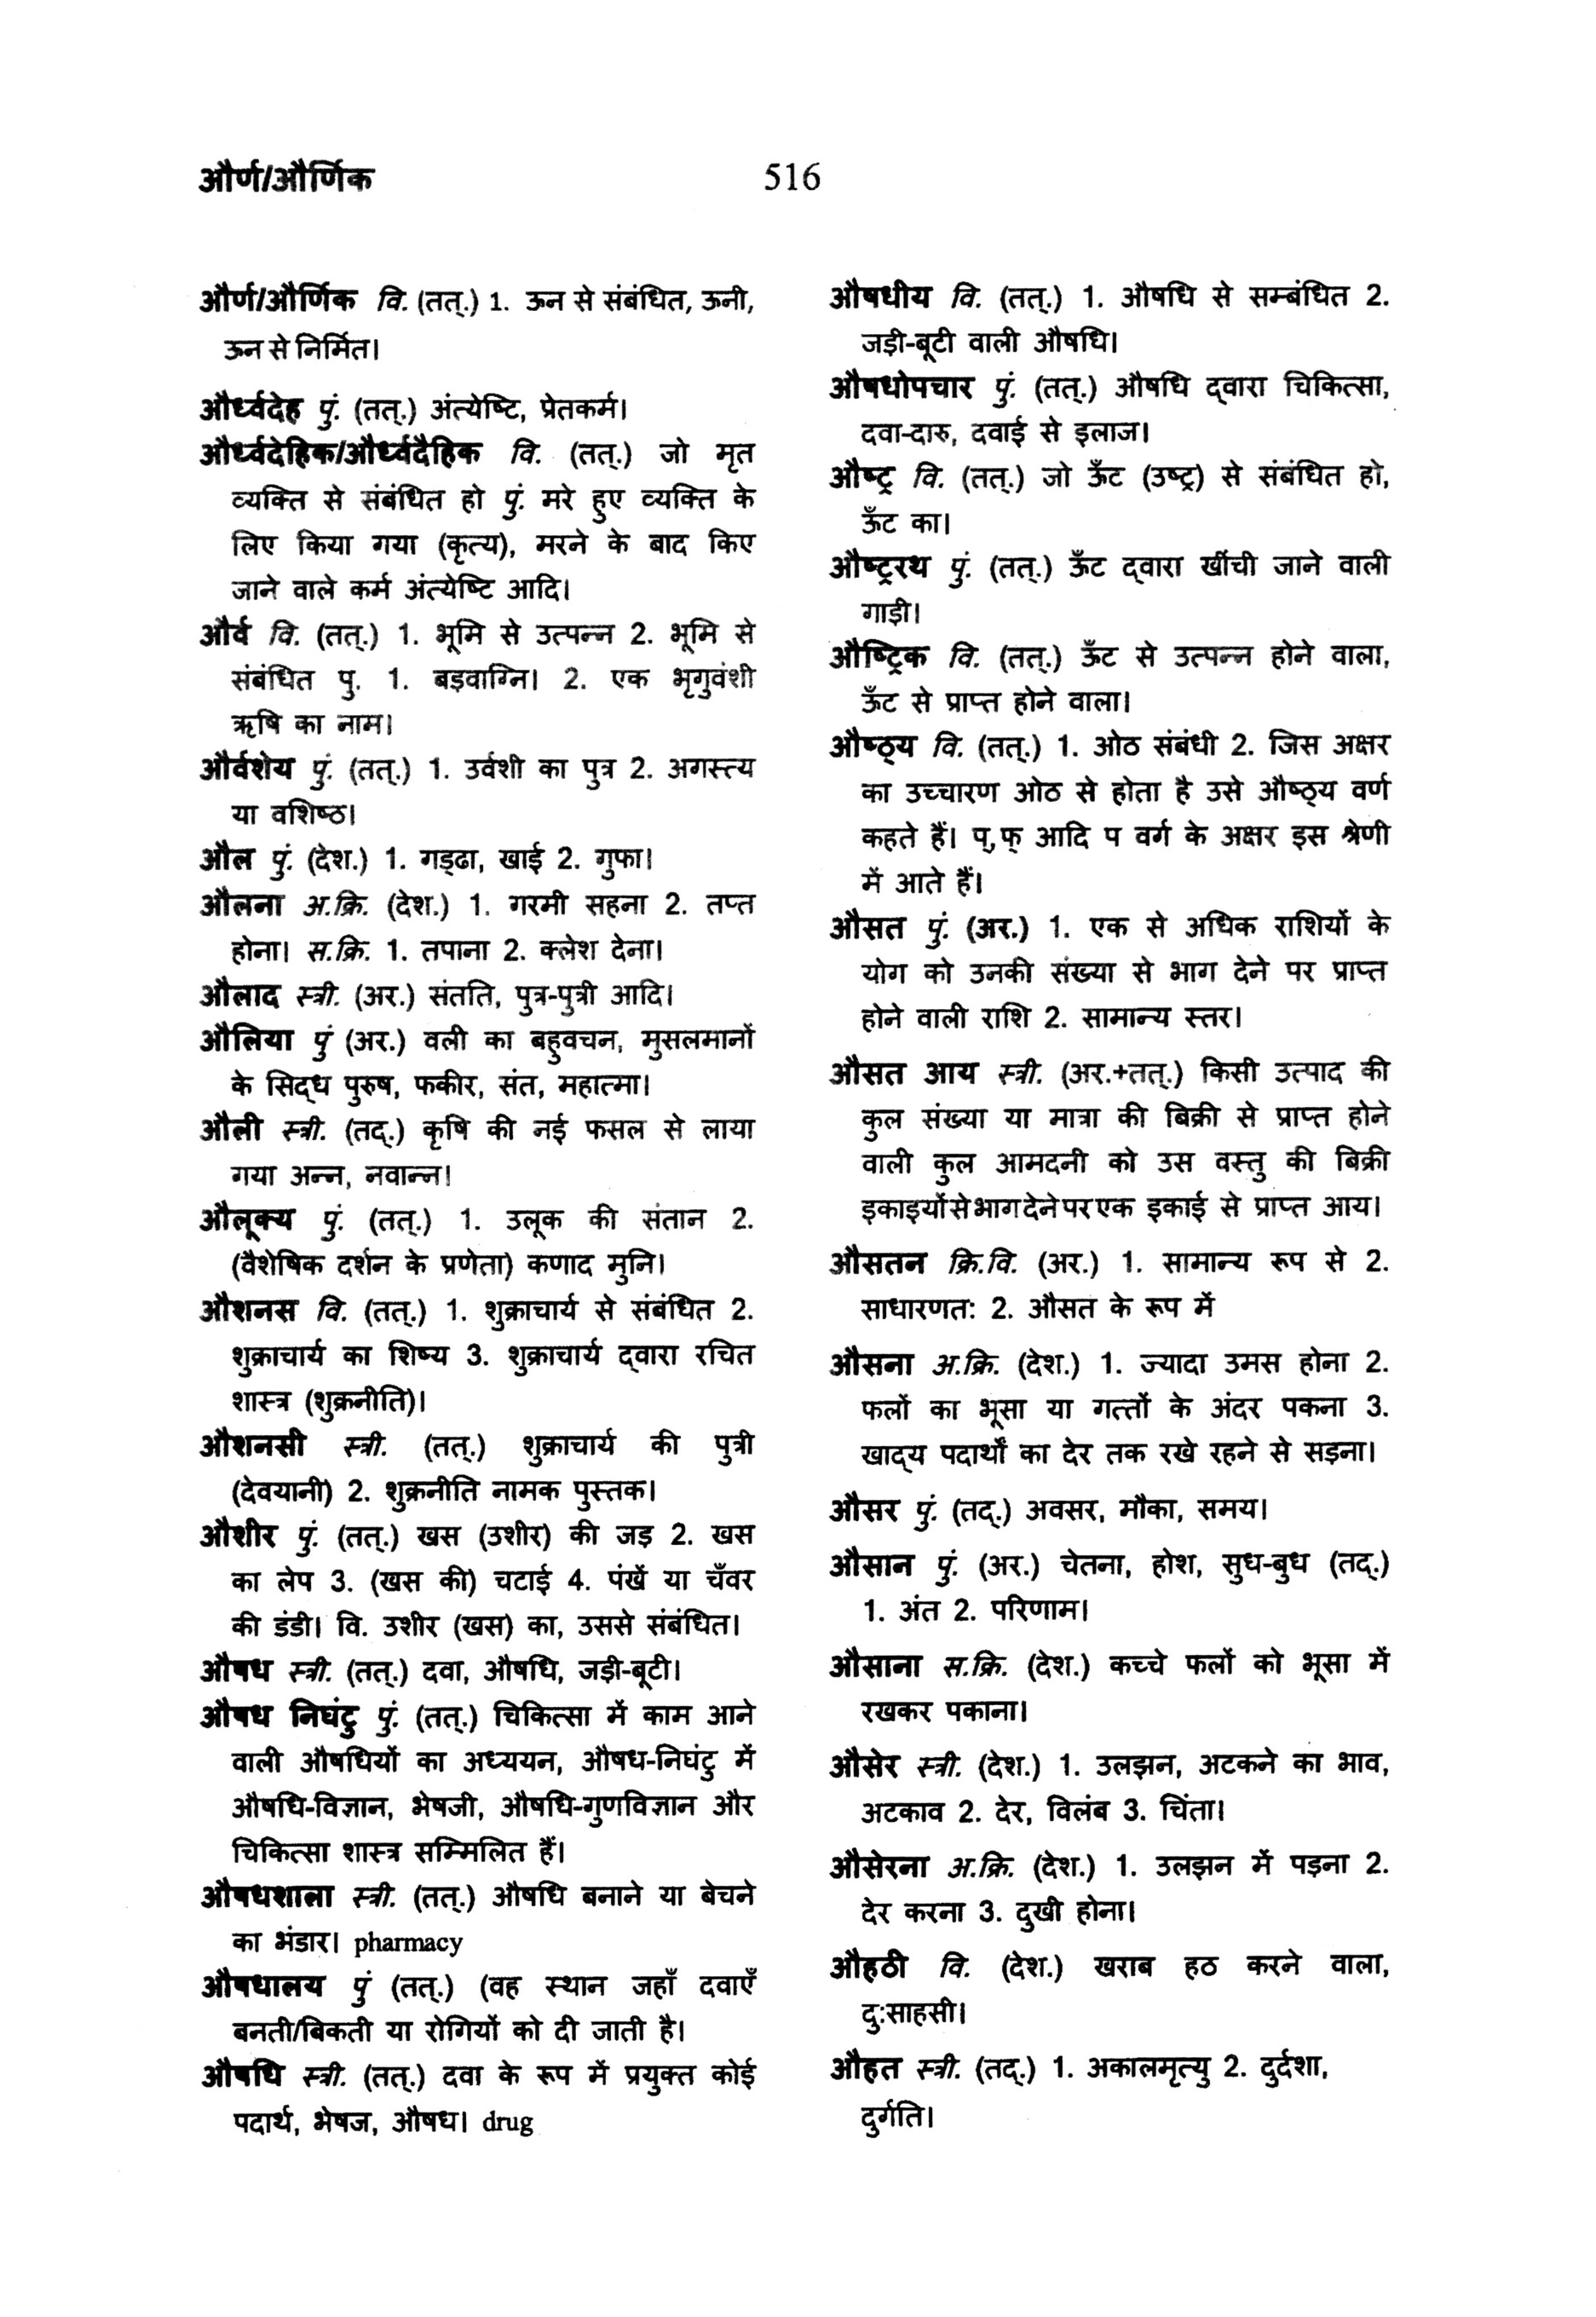 और्ण/और्णिक
516
और्ण/और्णिक वि. (तत्.) 1. ऊन से संबंधित, ऊनी,
ऊन से निर्मित।
और्ध्वदेह पुं. (तत्.) अंत्येष्टि, प्रेतकर्म।
और्ध्वदेहिक/और्ध्वदैहिक वि. (तत्.) जो मृत
व्यक्ति से संबंधित हो पुं. मरे हुए व्यक्ति के
लिए किया गया (कृत्य), मरने के बाद किए
जाने वाले कर्म अंत्येष्टि आदि।
और्व वि. (तत्.) 1. भूमि से उत्पन्न 2. भूमि से
संबंधित पु. 1. बड़वाग्नि। 2. एक भृगुवंशी
ऋषि का नाम।
और्वशेय पुं. (तत्.) 1. उर्वशी का पुत्र 2. अगस्त्य
या वशिष्ठ।
औल पुं. (देश.) 1. गड्ढा, खाई 2. गुफा।
औलना अ.क्रि. (देश.) 1. गरमी सहना 2. तप्त
होना। स.क्रि. 1. तपाना 2. क्लेश देना।
औलाद स्त्री. (अर.) संतति, पुत्र-पुत्री आदि।
औलिया पुं (अर.) वली का बहुवचन, मुसलमानों
के सिद्ध पुरुष, फकीर, संत, महात्मा।
औली स्त्री. (तद्.) कृषि की नई फसल से लाया
गया अन्न, नवान्न।
औलूक्य पुं. (तत्.) 1. उलूक की संतान 2.
(वैशेषिक दर्शन के प्रणेता) कणाद मुनि।
औशनस वि. (तत्.) 1. शुक्राचार्य से संबंधित 2.
शुक्राचार्य का शिष्य 3. शुक्राचार्य द्वारा रचित
शास्त्र (शुक्रनीति)।
औशनसी स्त्री. (तत्.) शुक्राचार्य की पुत्री
(देवयानी) 2. शुक्रनीति नामक पुस्तक।
औशीर पुं. (तत्.) खस (उशीर) की जड़ 2. खस
का लेप 3. (खस की) चटाई 4. पंखें या चँवर
की डंडी। वि. उशीर (खस) का, उससे संबंधित।
औषध स्त्री. (तत्.) दवा, औषधि, जड़ी-बूटी।
औषध निघंटु पुं. (तत्.) चिकित्सा में काम आने
वाली औषधियों का अध्ययन, औषध-निघंटु में
औषधि-विज्ञान, भेषजी, औषधि-गुणविज्ञान और
चिकित्सा शास्त्र सम्मिलित हैं।
औषधशाला स्त्री. (तत्.) औषधि बनाने या बेचने
का भंडार। pharmacy
औषधालय पुं (तत्.) (वह स्थान जहाँ दवाएँ
बनती/बिकती या रोगियों को दी जाती है।
औषधि स्त्री. (तत्.) दवा के रूप में प्रयुक्त कोई
पदार्थ, भेषज, औषध। drug
औषधीय वि. (तत्.) 1. औषधि से सम्बंधित 2.
जड़ी-बूटी वाली औषधि।
औषधोपचार पुं. (तत्.) औषधि द्वारा चिकित्सा,
दवा-दारु, दवाई से इलाज।
औष्ट्र वि. (तत्.) जो ऊँट (उष्ट्र) से संबंधित हो,
ऊँट का।
औष्ट्ररथ पुं. (तत्.) ऊँट द्वारा खींची जाने वाली
गाड़ी।
औष्ट्रिक वि. (तत्.) ऊँट से उत्पन्न होने वाला,
ऊँट से प्राप्त होने वाला।
औष्ठ्य वि. (तत्.) 1. ओठ संबंधी 2. जिस अक्षर
का उच्चारण ओठ से होता है उसे औष्ठ्य वर्ण
कहते हैं। प्,फ् आदि प वर्ग के अक्षर इस श्रेणी
में आते हैं।
औसत पुं. (अर.) 1. एक से अधिक राशियों के
योग को उनकी संख्या से भाग देने पर प्राप्त
होने वाली राशि 2. सामान्य स्तर।
औसत आय स्त्री. (अर.+तत्.) किसी उत्पाद की
कुल संख्या या मात्रा की बिक्री से प्राप्त होने
वाली कुल आमदनी को उस वस्तु की बिक्री
इकाइयों से भाग देने पर एक इकाई से प्राप्त आय।
औसतन क्रि.वि. (अर.) 1. सामान्य रूप से 2.
साधारणत: 2. औसत के रूप में
औसना अ.क्रि. (देश.) 1. ज्यादा उमस होना 2.
फलों का भूसा या गत्तों के अंदर पकना 3.
खाद्य पदार्थों का देर तक रखे रहने से सड़ना।
औसर पुं. (तद्.) अवसर, मौका, समय।
औसान पुं. (अर.) चेतना, होश, सुध-बुध (तद्.)
1. अंत 2. परिणाम।
औसाना स.क्रि. (देश.) कच्चे फलों को भूसा में
रखकर पकाना।
औसेर स्त्री. (देश.) 1. उलझन, अटकने का भाव,
अटकाव 2. देर, विलंब 3. चिंता।
औसेरना अ.क्रि. (देश.) 1. उलझन में पड़ना 2.
देर करना 3. दुखी होना।
औहठी वि. (देश.) खराब हठ करने वाला,
दु:साहसी।
औहत स्त्री. (तद्.) 1. अकालमृत्यु 2. दुर्दशा,
दुर्गति।